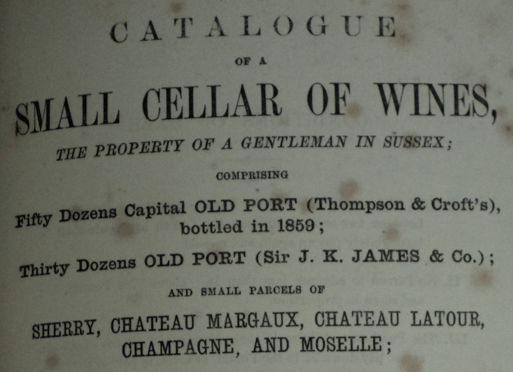 CATALOGUE
OF A
SMALL CELLAR OF WINES,
THE PROPERTY OF A GENTLEMAN IN SUSSEX;
COMPRISING
Fifty Dozens Capital OLD PORT (Thompson & Croft's),
bottled in 1859;
Thirty Dozens OLD PORT (Sir J. K. JAMES & Co.);
AND SMALL PARCELS OF
SHERRY, CHATEAU MARGAUX, CHATEAU LATOUR,
CHAMPAGNE, AND MOSELLE;